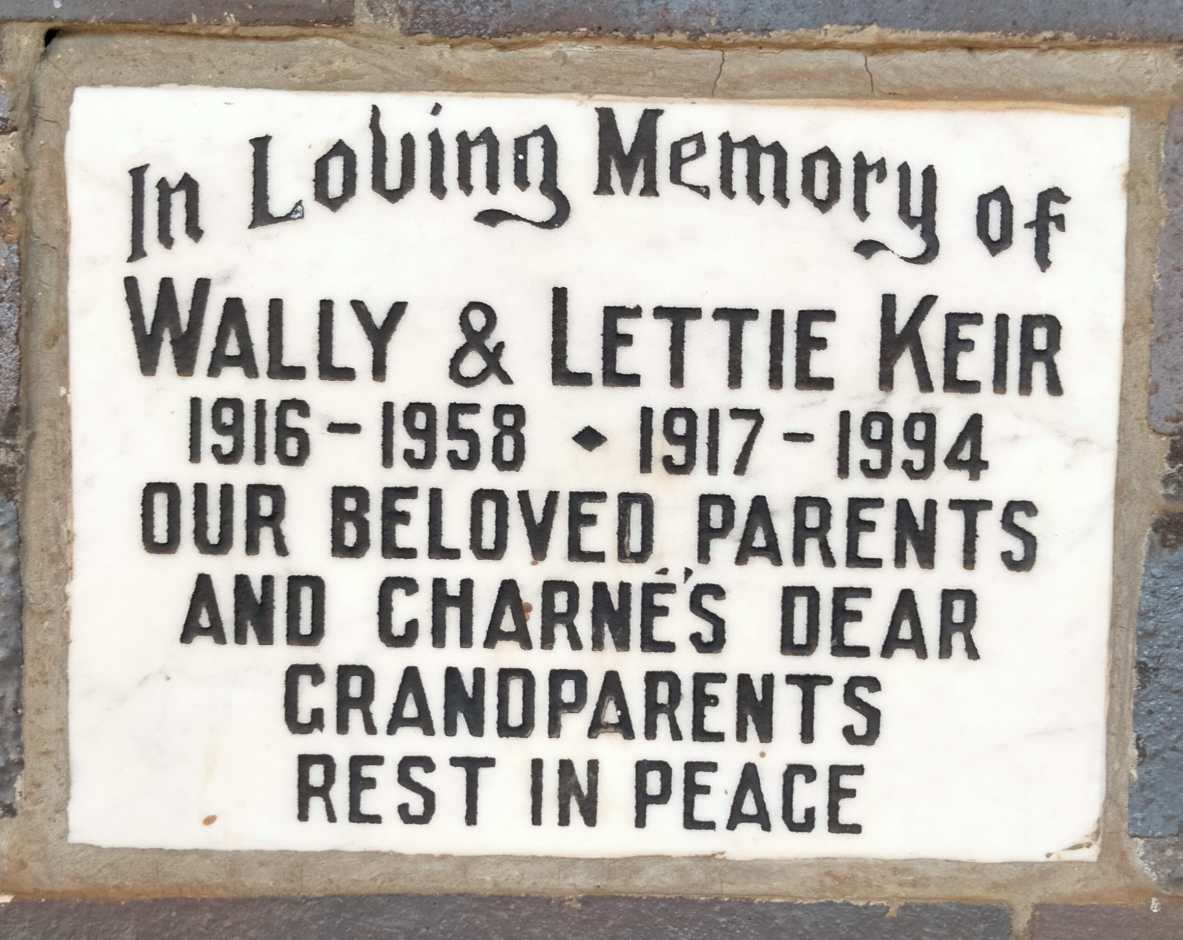 In Loving Memory of
WALLY & LETTIE KEIR
1916 - 1958 ◆ 1917 - 1994
OUR BELOVED PARENTS
AND CHARNÉ'S DEAR
GRANDPARENTS
REST IN PEACE